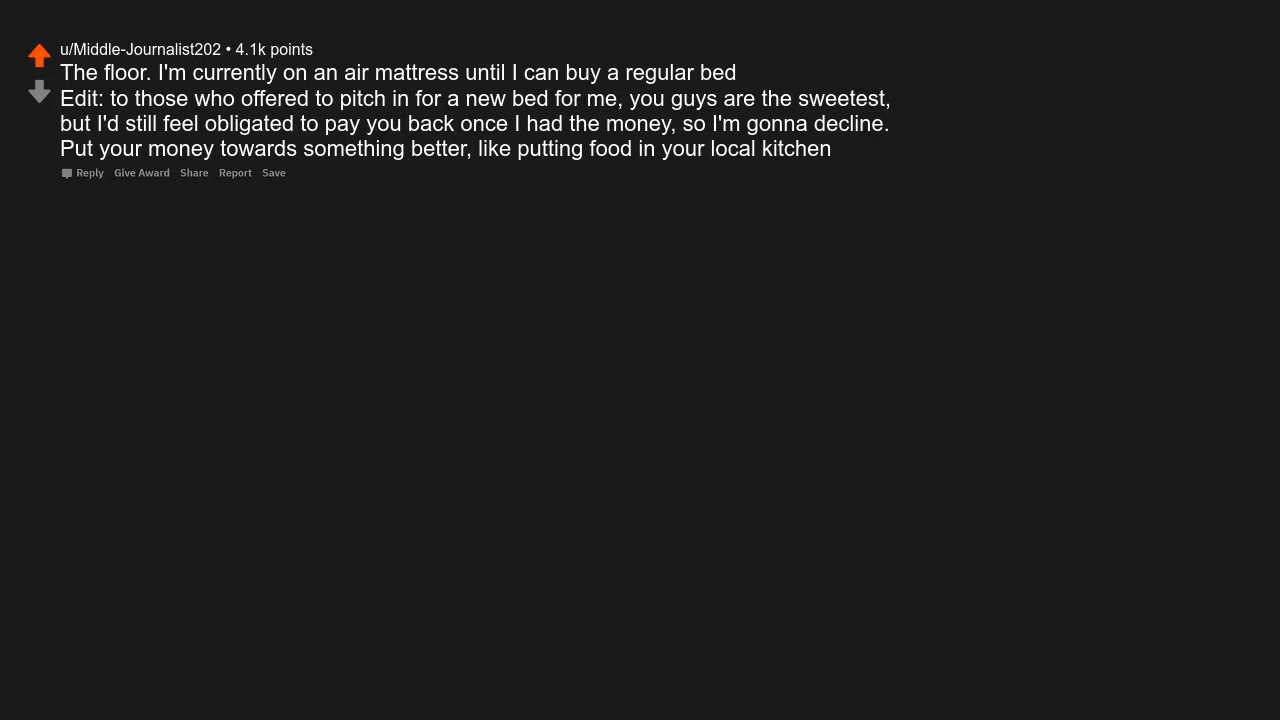 u/Middle-Journalist202 • 4.1k points
The floor. I'm currently on an air mattress until I can buy a regular bed
Edit: to those who offered to pitch in for a new bed for me, you guys are the sweetest,
but I'd still feel obligated to pay you back once I had the money, so I'm gonna decline.
Put your money towards something better, like putting food in your local kitchen
Reply Give Award Share Report Save